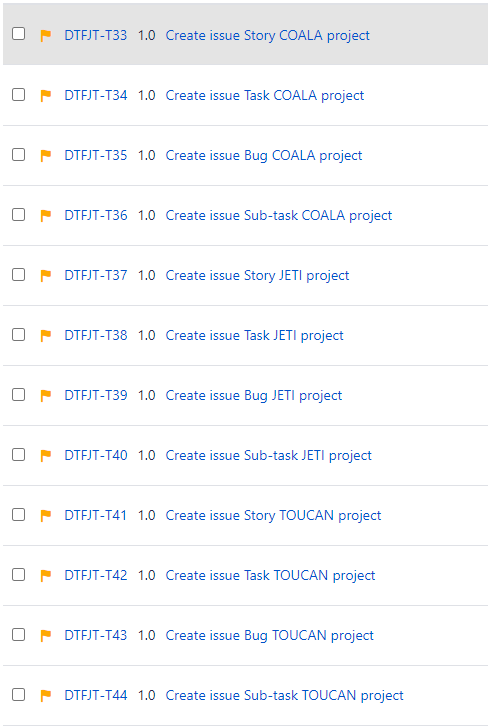 DTFJT-T33 1.0 Create issue Story COALA project
DTFJT-T34 1.0 Create issue Task COALA project
DTFJT-T35 1.0 Create issue Bug COALA project
DTFJT-T36 1.0 Create issue Sub-task COALA project
DTFJT-T37 1.0 Create issue Story JETI project
DTFJT-T38 1.0 Create issue Task JETI project
DTFJT-T39 1.0 Create issue Bug JETI project
DTFJT-T40 1.0 Create issue Sub-task JETI project
DTFJT-T41 1.0 Create issue Story TOUCAN project
DTFJT-T42 1.0 Create issue Task TOUCAN project
DTFJT-T43 1.0 Create issue Bug TOUCAN project
DTFJT-T44 1.0 Create issue Sub-task TOUCAN project